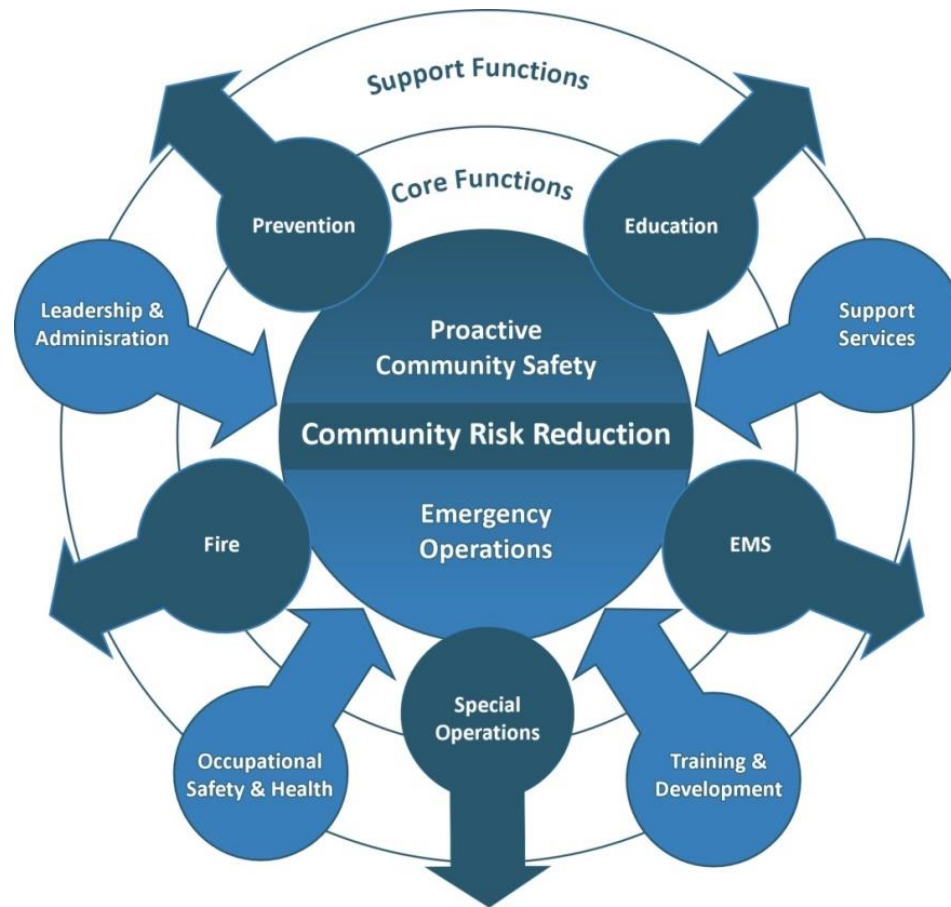 Support Functions
Core Functions
Prevention
Education
Leadership &
Adminisration
Support
Services
Proactive
Community Safety
Community Risk Reduction
Emergency
Operations
Fire
EMS
Special
Operations
Occupational
Safety & Health
Training &
Development